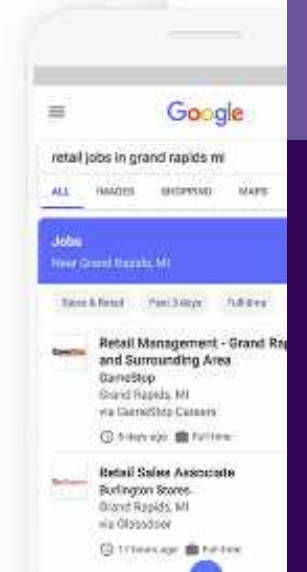 Google
retail jobs in grand rapids mi
ALL IMAGES SHOPPING MAPS
Jobs
Near Grand Rapids, MI
Sales & Retail Past 3 days Full-time
Retail Management - Grand Rap
and Surrounding Area
GameStop
Grand Rapids, MI
via GameStop Careers
days ago Full-time
Retail Sales Associate
Burlington Stores
Grand Rapids, MI
via Glassdoor
hours ago Full-time